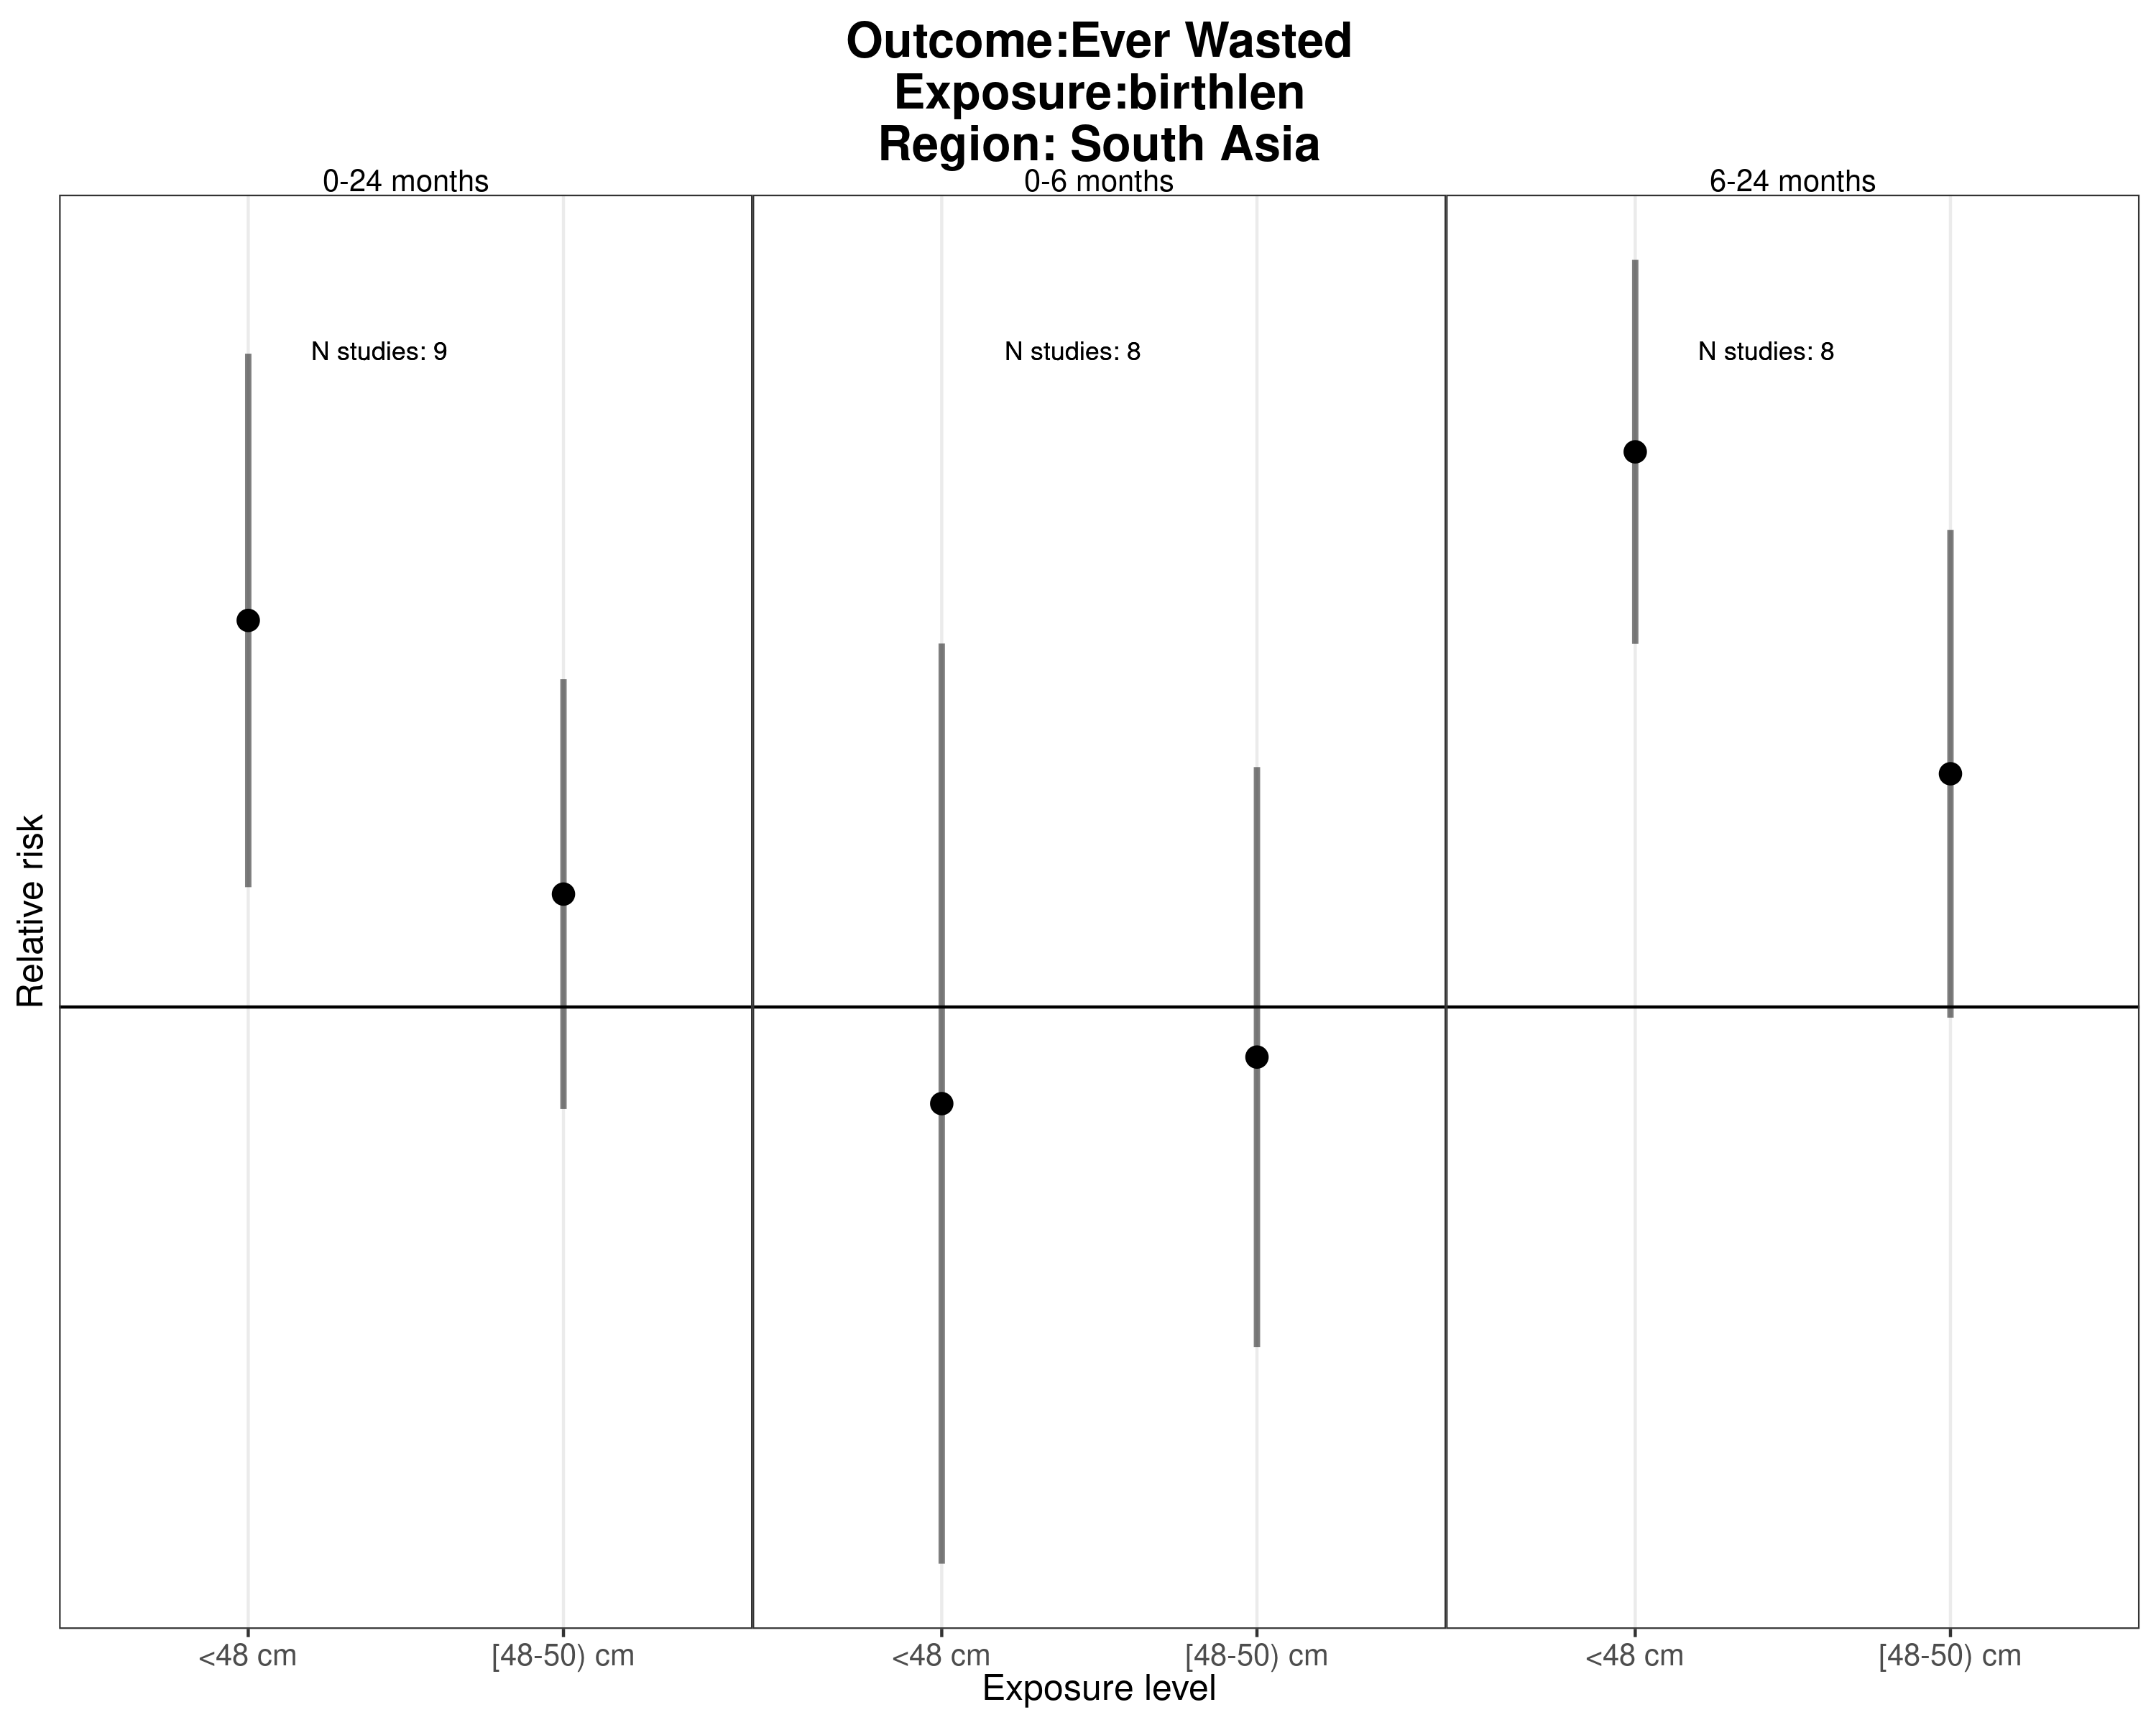 Outcome:Ever Wasted
Exposure:birthlen
Region: South Asia
0-24 months
0-6 months
6-24 months
N studies: 9
N studies: 8
N studies: 8
Relative risk
<48 cm
[48-50) cm
<48 cm
[48-50) cm
<48 cm
[48-50) cm
Exposure level